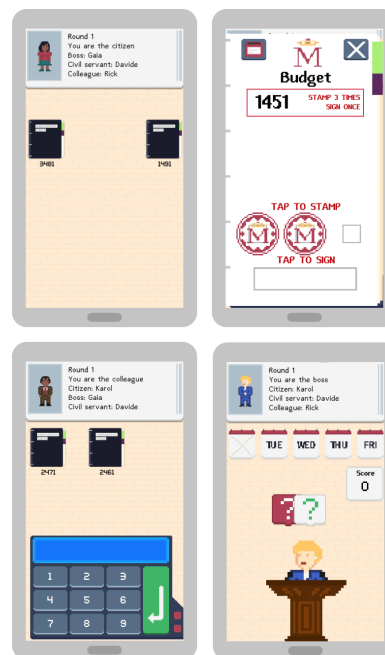 Round 1
You are the citizen
Boss: Gaia
Civil servant: Davide
Colleague: Rick
3481
1491
M
Budget
1451
STAMP 3 TIMES
SIGN ONCE
TAP TO STAMP
M
M
TAP TO SIGN
Round 1
You are the colleague
Citizen: Karol
Boss: Gaia
Civil servant: Davide
2471
2461
1
2
3
4
5
6
7
8
9
Round 1
You are the boss
Citizen: Karol
Civil servant: Davide
Colleague: Rick
TUE
WED
THU
FRI
Score
0
?
?